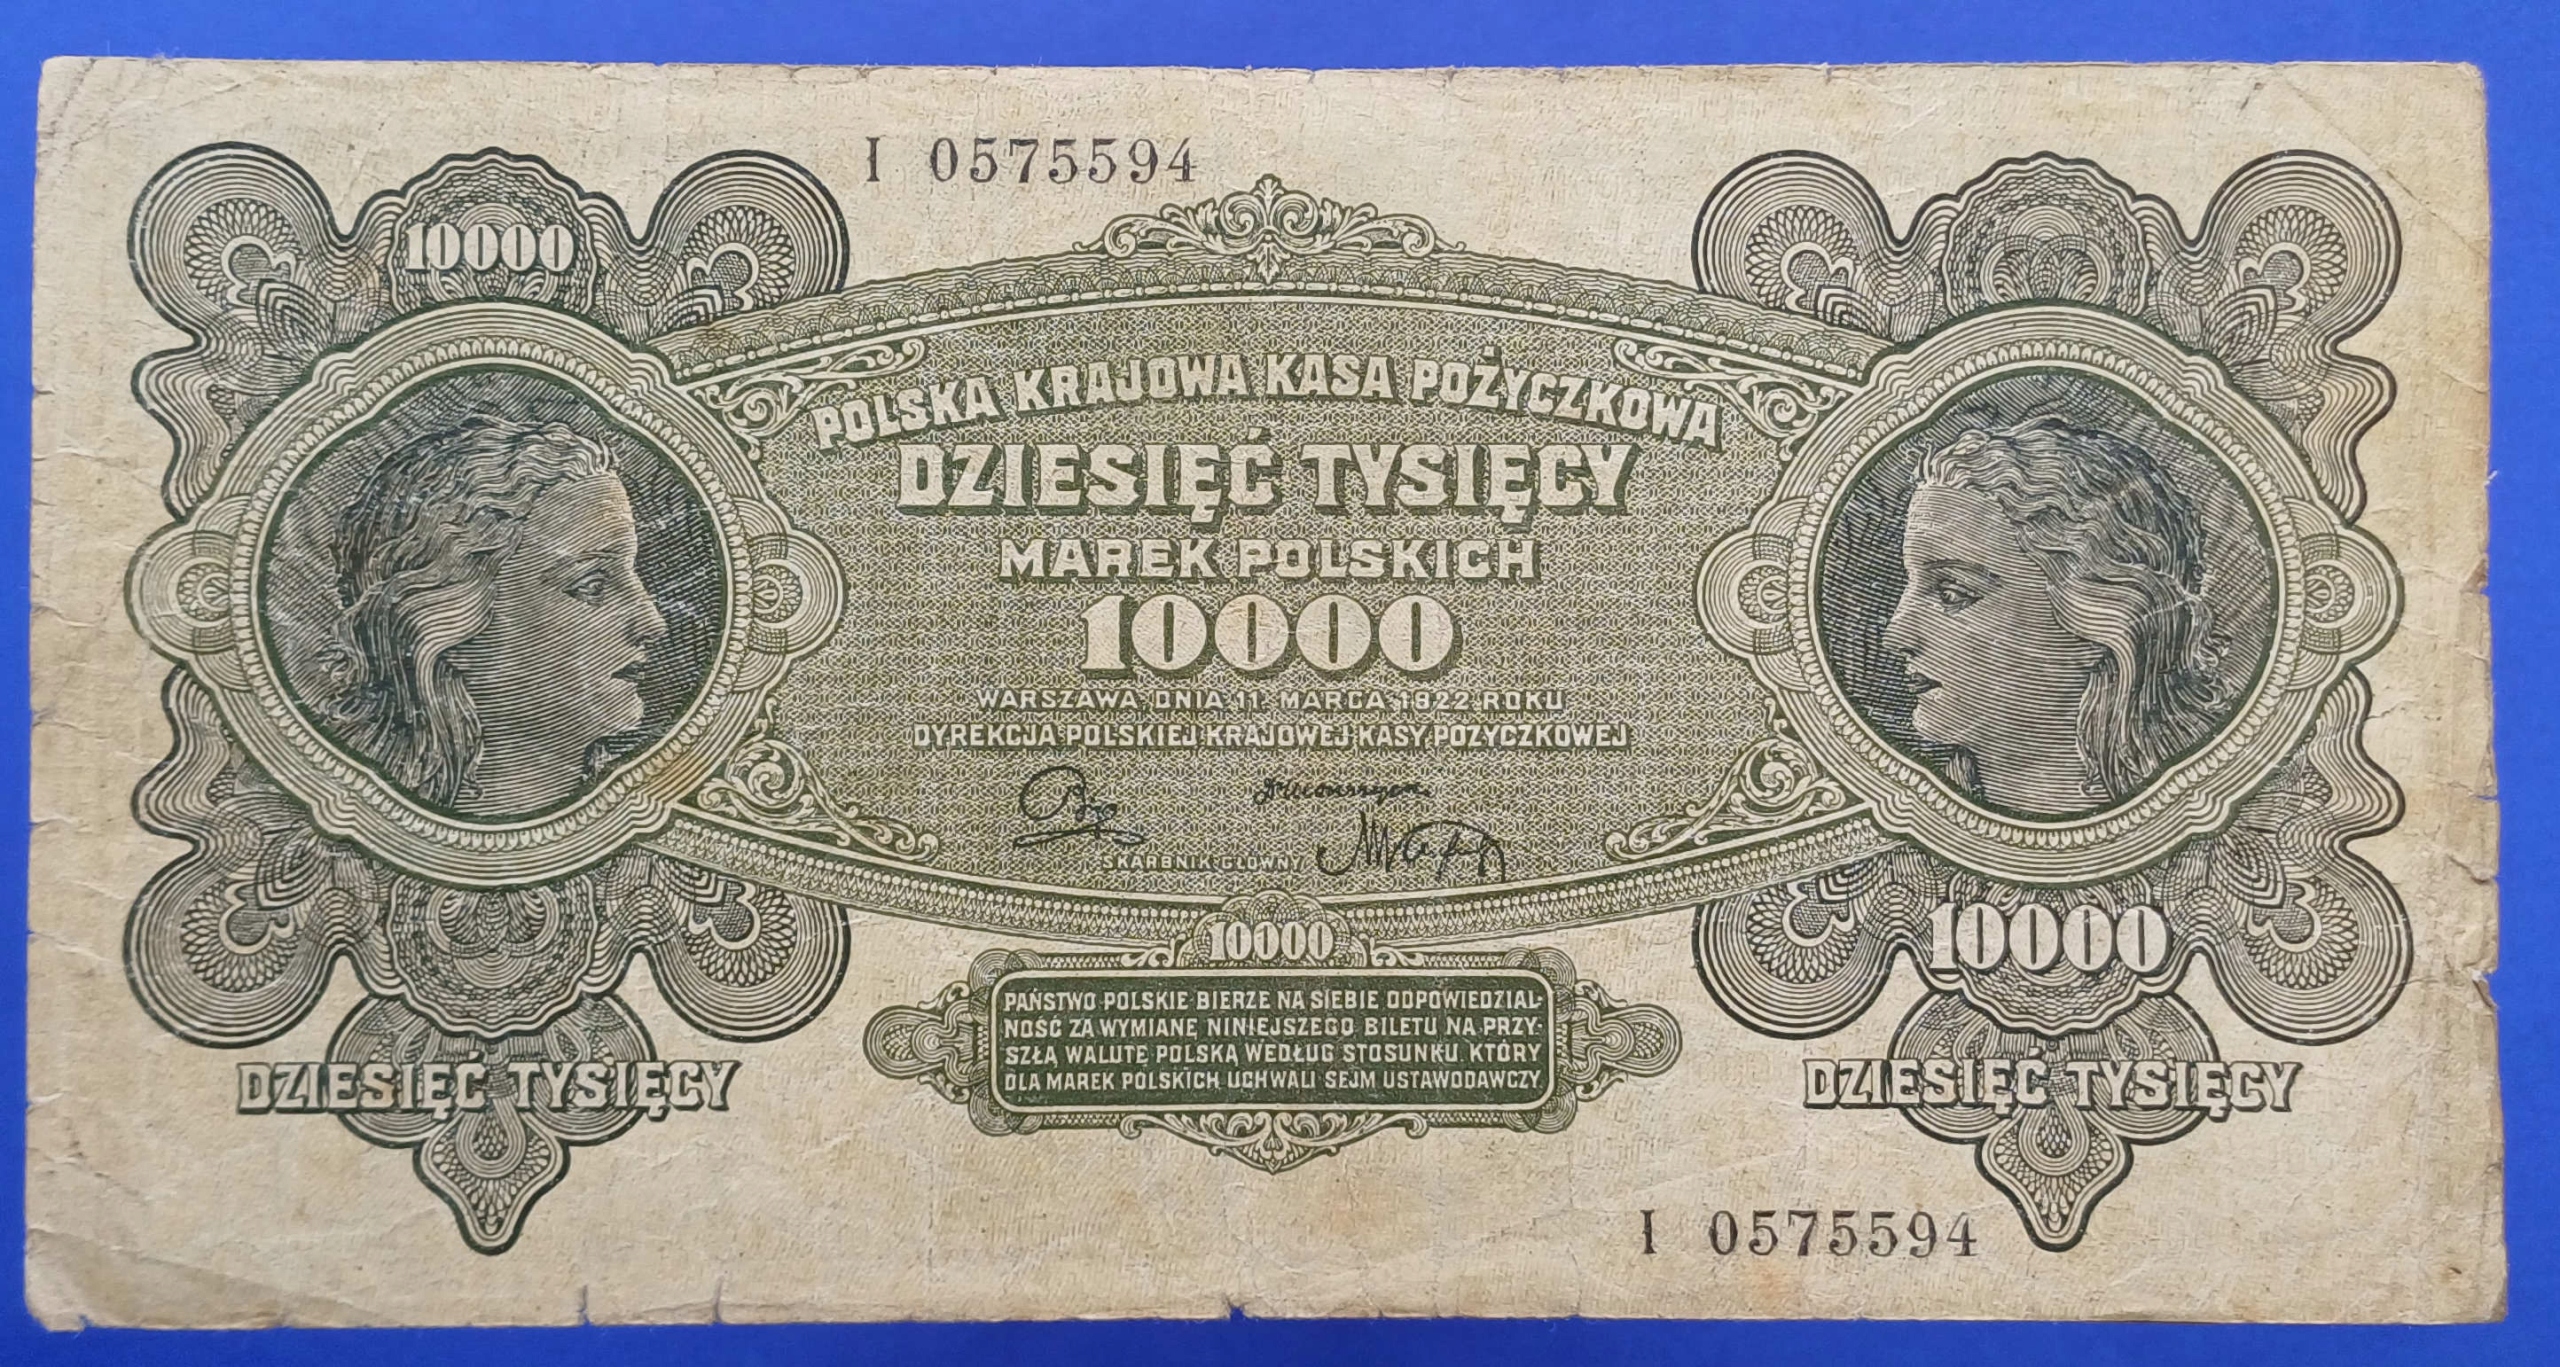 I 0575594
10000
POLSKA KRAJOWA KASA POŻYCZKOWA
DZIESIĘĆ TYSIĘCY
MAREK POLSKICH
10000
WARSZAWA, DNIA 11. MARCA 1922 ROKU
DYREKCJA POLSKIEJ KRAJOWEJ KASY POŻYCZKOWEJ
SKARBNIK GŁÓWNY
10000
10000
PAŃSTWO POLSKIE BIERZE NA SIEBIE ODPOWIEDZIAL-
NOŚĆ ZA WYMIANĘ NINIEJSZEGO BILETU NA PRZY-
SZŁĄ WALUTĘ POLSKĄ WEDŁUG STOSUNKU, KTÓRY
DLA MAREK POLSKICH UCHWALI SEJM USTAWODAWCZY
DZIESIĘĆ TYSIĘCY
DZIESIĘĆ TYSIĘCY
I 0575594